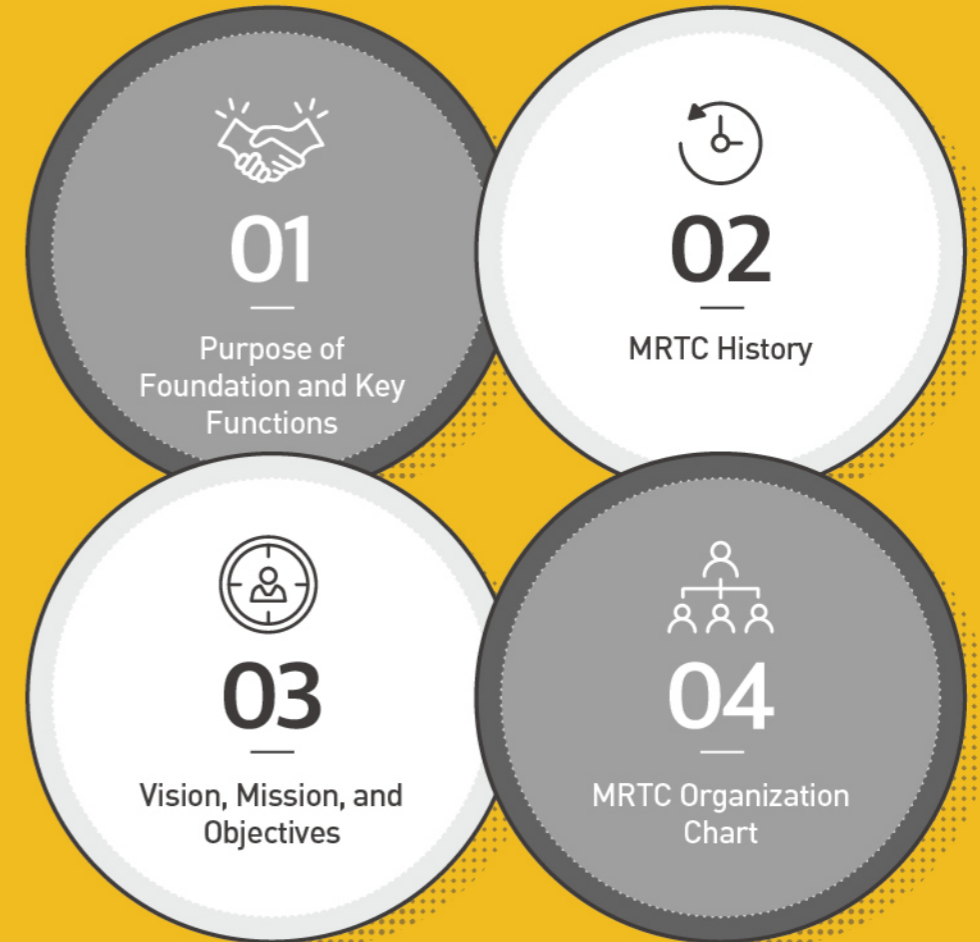 01
Purpose of
Foundation and Key
Functions
02
MRTC History
03
Vision, Mission, and
Objectives
04
MRTC Organization
Chart